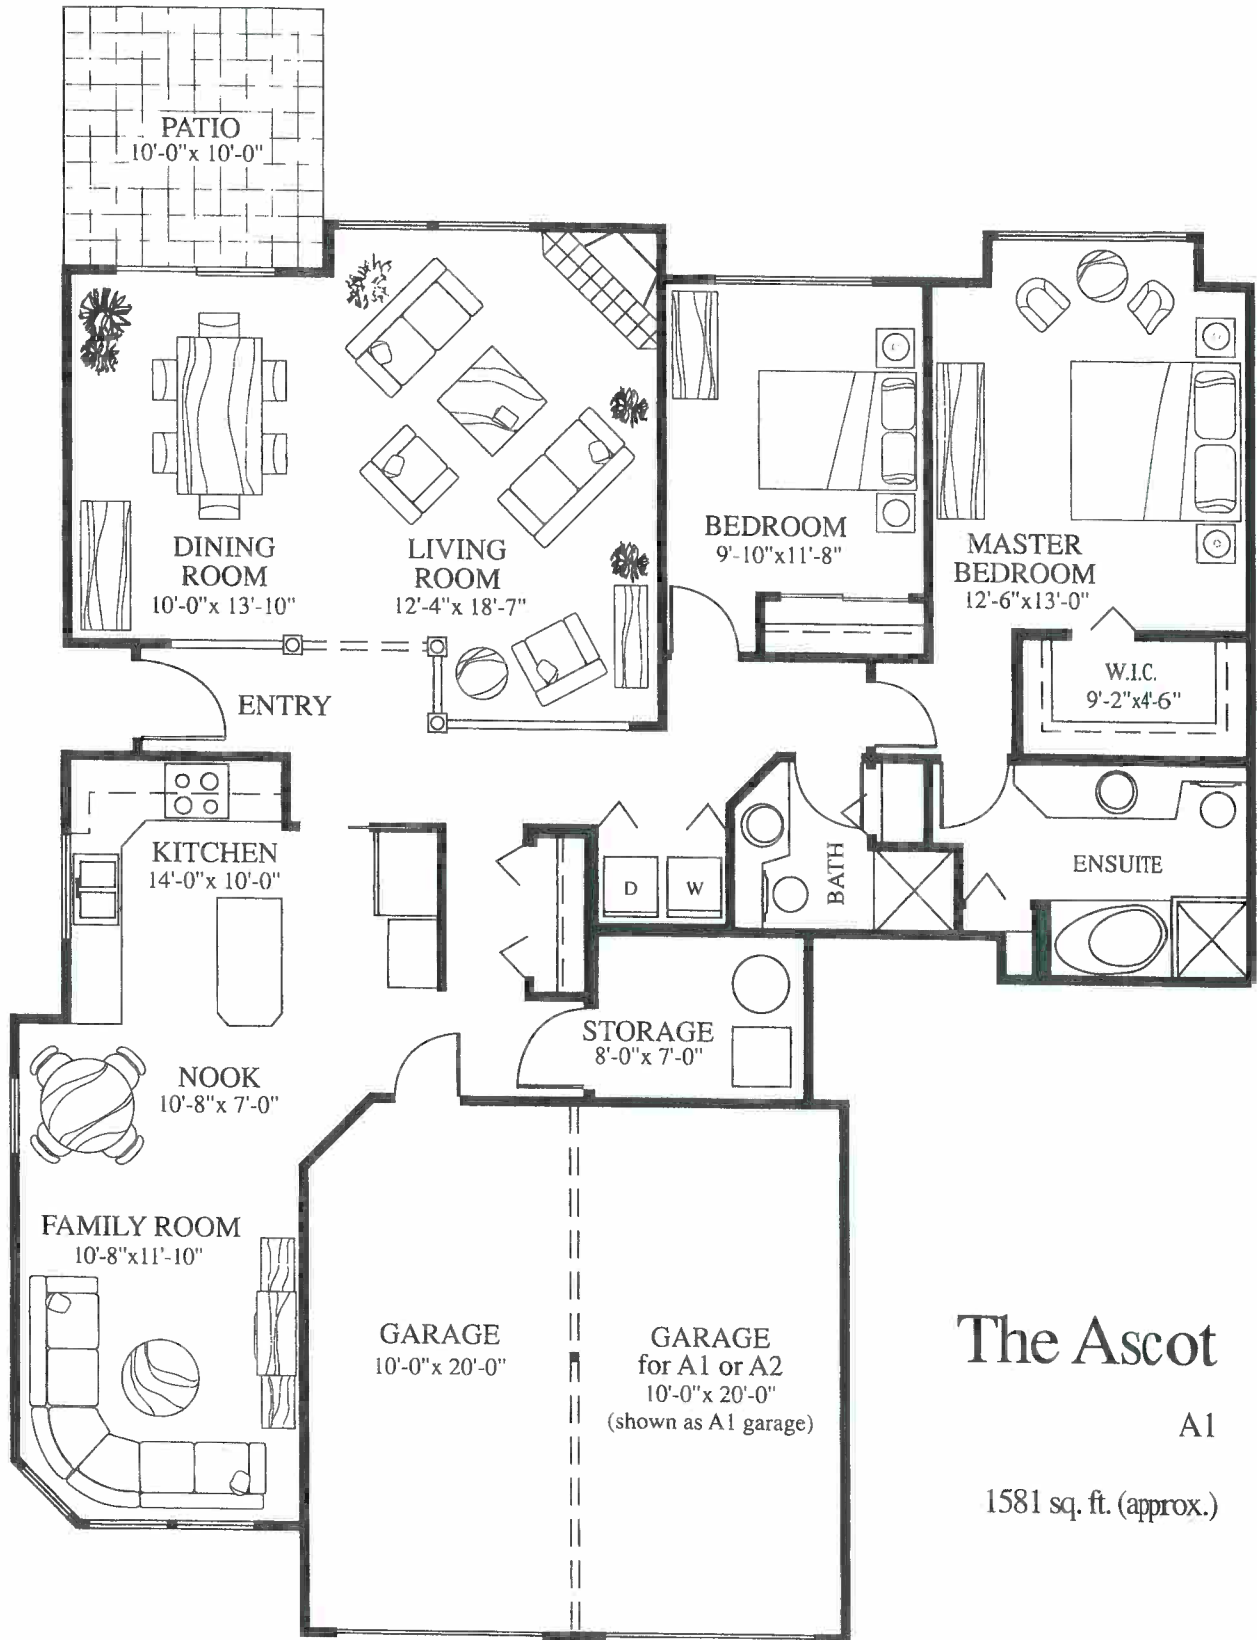 PATIO
10'-0"x 10'-0"
DINING
ROOM
10'-0"x 13'-10"
LIVING
ROOM
12'-4"x 18'-7"
BEDROOM
9'-10"x11'-8"
MASTER
BEDROOM
12'-6"x13'-0"
W.I.C.
9'-2"x4'-6"
ENTRY
KITCHEN
14'-0"x 10'-0"
D
W
BATH
ENSUITE
STORAGE
8'-0"x 7'-0"
NOOK
10'-8"x 7'-0"
FAMILY ROOM
10'-8"x11'-10"
GARAGE
10'-0"x 20'-0"
GARAGE
for A1 or A2
10'-0"x 20'-0"
(shown as A1 garage)
The Ascot
A1
1581 sq. ft. (approx.)